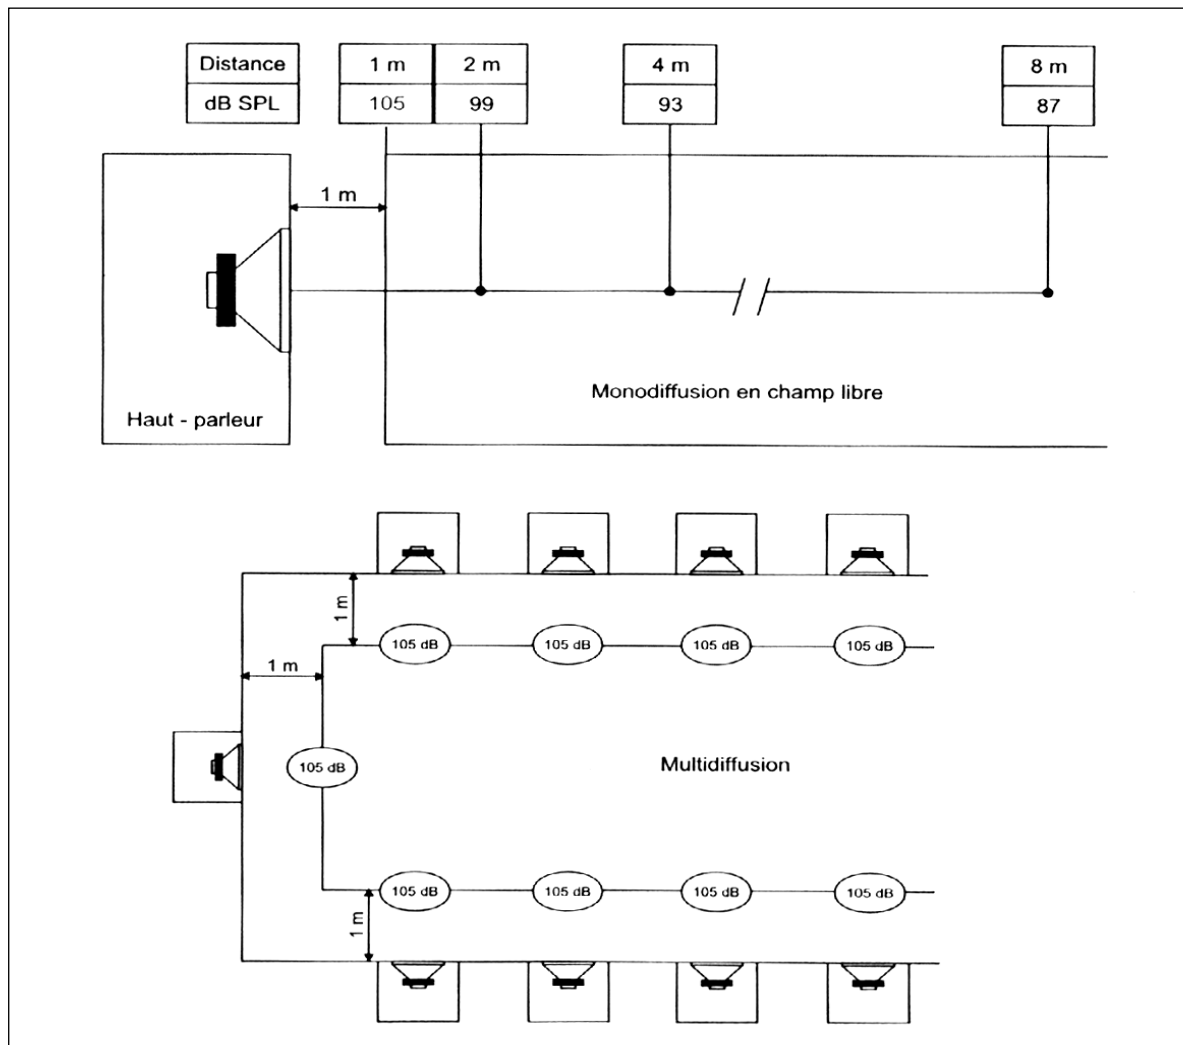 Distance 1 m 2 m 4 m 8 m
dB SPL 105 99 93 87
1 m
Monodiffusion en champ libre
Haut - parleur
1 m
105 dB 105 dB 105 dB 105 dB
1 m
Multidiffusion
105 dB
105 dB 105 dB 105 dB 105 dB
1 m